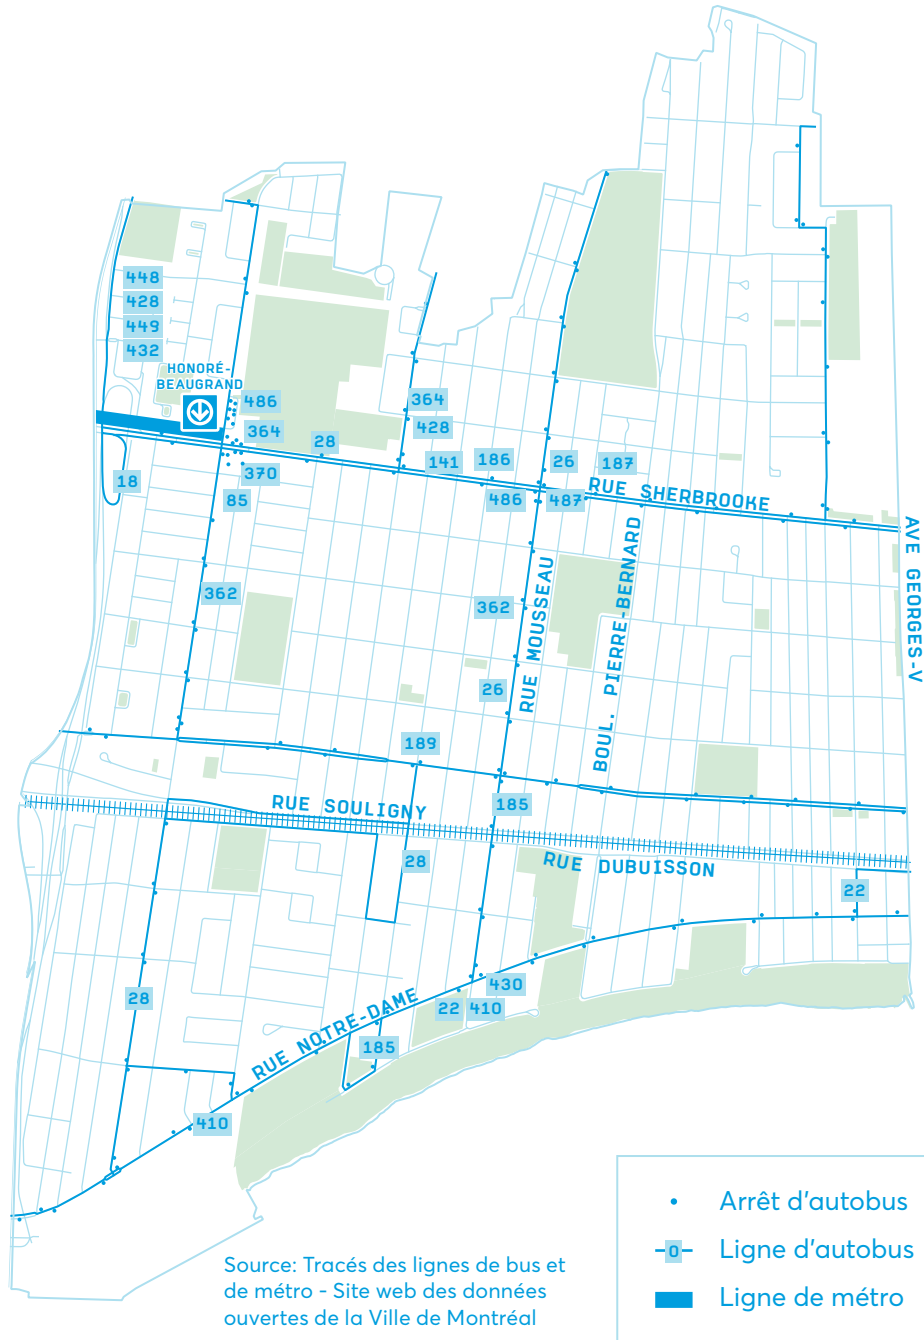 448
428
449
432
HONORÉ-
BEAUGRAND
486
364
364
428
28
141
186
26
187
18
370
85
486
487
RUE SHERBROOKE
AVE GEORGES-V
362
362
RUE MOUSSEAU
BOUL. PIERRE-BERNARD
26
189
185
RUE SOULIGNY
28
RUE DUBUISSON
22
28
430
22
410
RUE NOTRE-DAME
185
410
Arrêt d'autobus
0
Ligne d'autobus
Ligne de métro
Source: Tracés des lignes de bus et
de métro - Site web des données
ouvertes de la Ville de Montréal